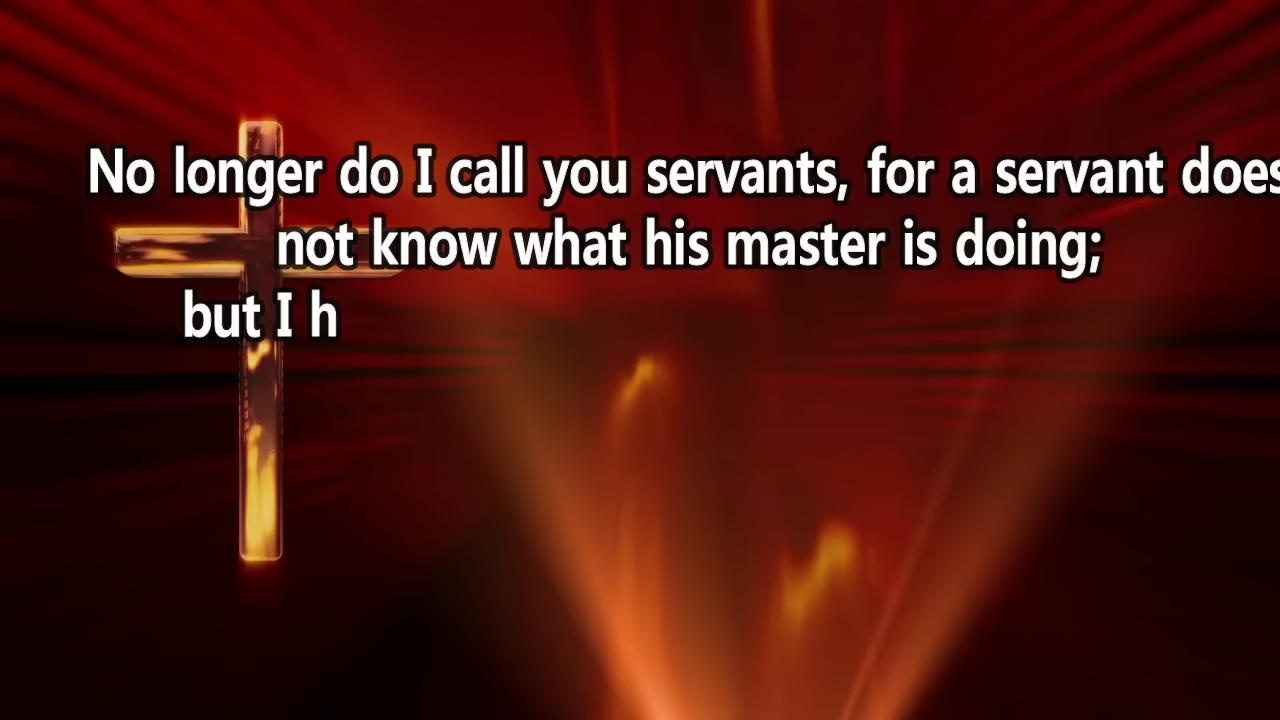 No longer do I call you servants, for a servant does
not know what his master is doing;
but I h